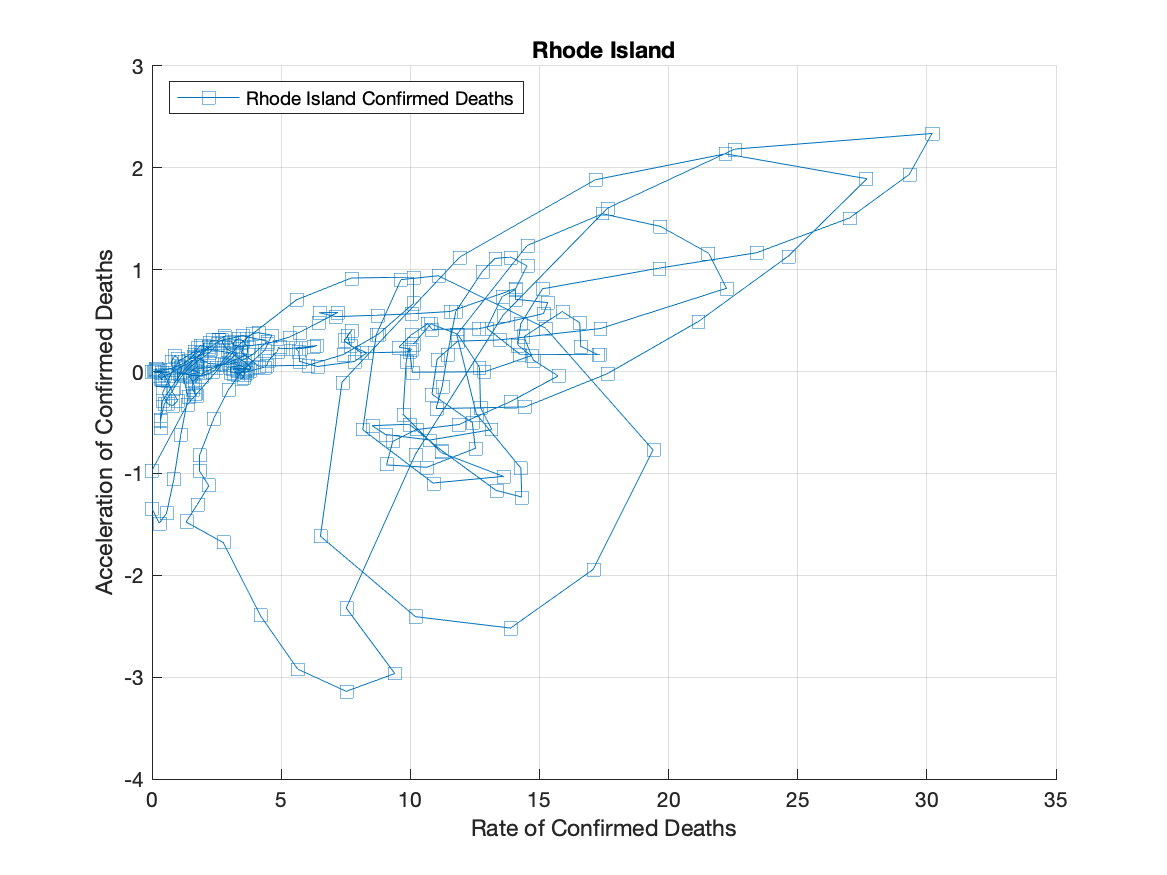 Rhode Island
Rhode Island Confirmed Deaths
3
2
1
0
-1
-2
-3
-4
Acceleration of Confirmed Deaths
0 5 10 15 20 25 30 35
Rate of Confirmed Deaths